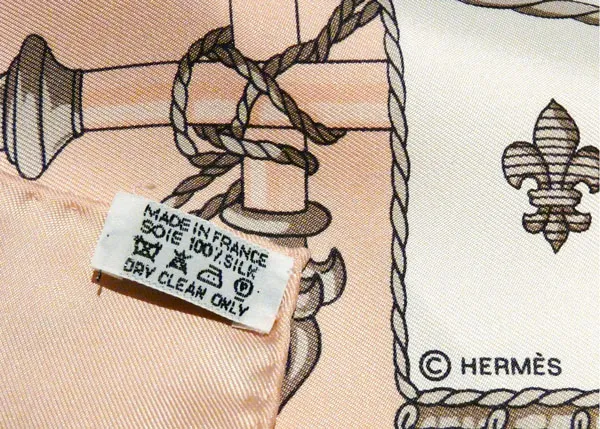 MADE IN FRANCE
SOIE 100% SILK
P
DRY CLEAN ONLY
© HERMÈS